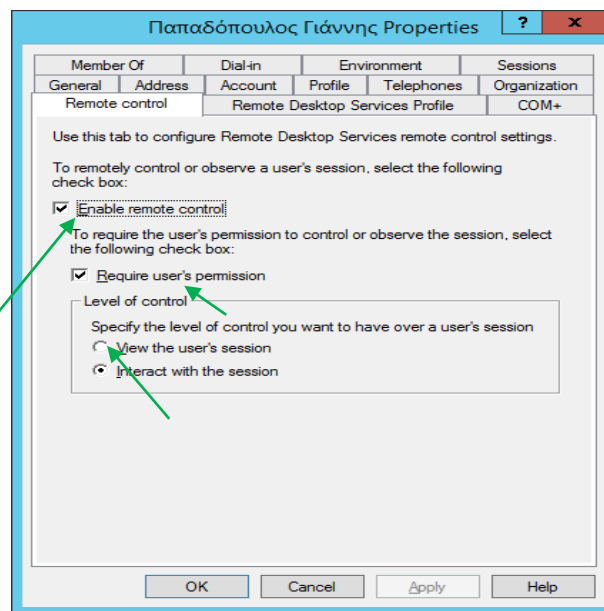 Παπαδόπουλος Γιάννης Properties
?
x
Member Of Dial-in Environment Sessions
General Address Account Profile Telephones Organization
Remote control Remote Desktop Services Profile COM+
Use this tab to configure Remote Desktop Services remote control settings.
To remotely control or observe a user's session, select the following
check box:
Enable remote control
To require the user's permission to control or observe the session, select
the following check box:
Require user's permission
Level of control
Specify the level of control you want to have over a user's session
View the user's session
Interact with the session
OK Cancel Apply Help